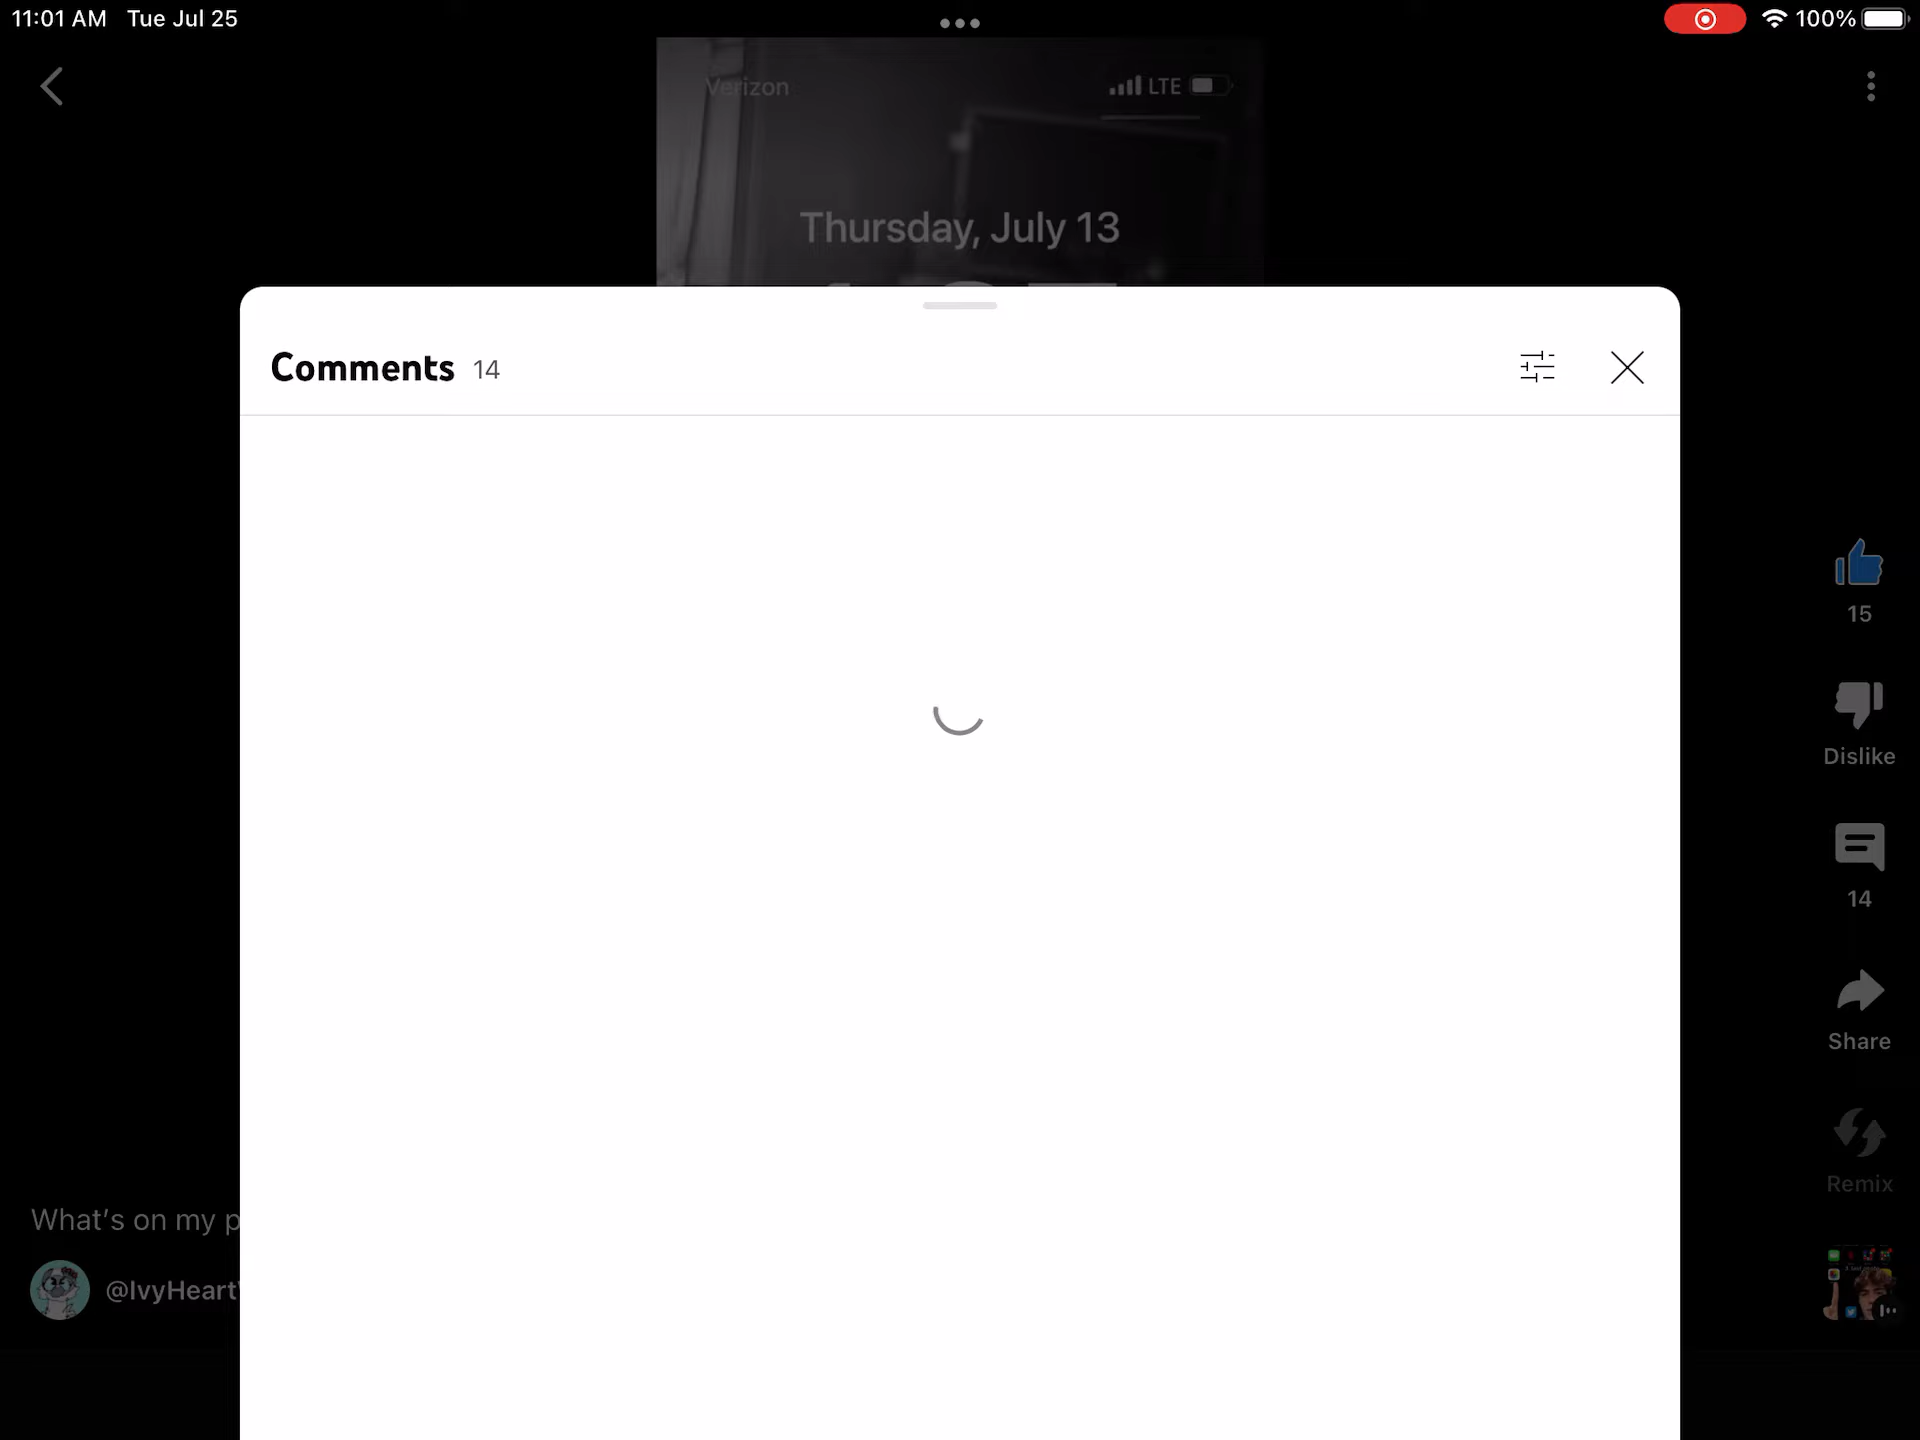 11:01 AM Tue Jul 25
100%
Verizon
LTE
Thursday, July 13
Comments 14
15
Dislike
14
Share
Remix
What's on my p
@IvyHeart